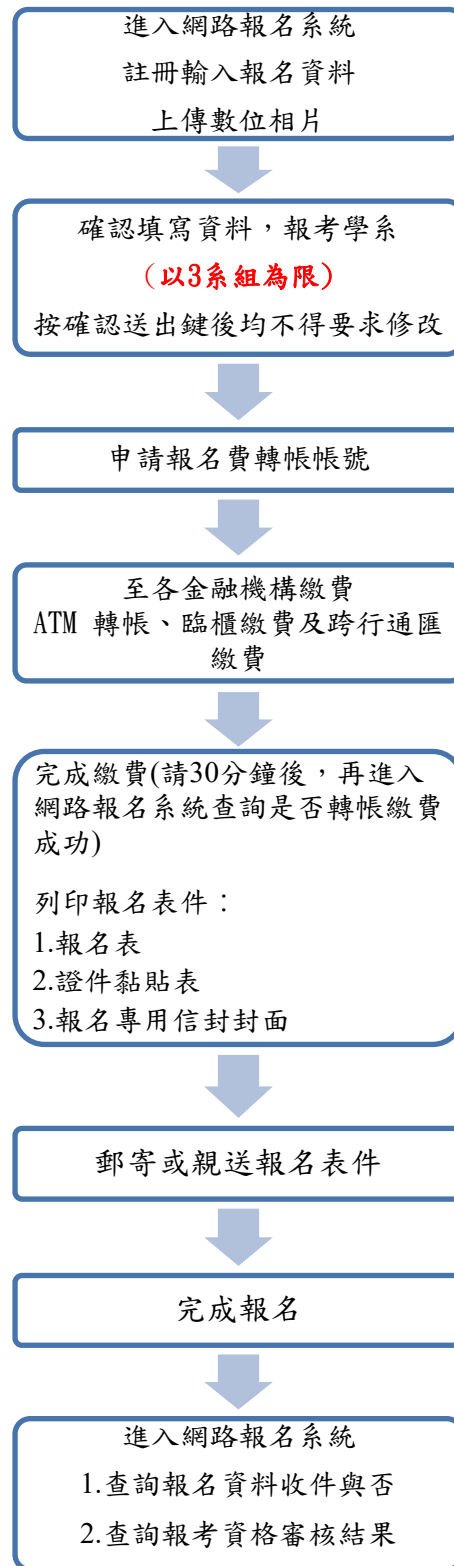 進入網路報名系統
註冊輸入報名資料
上傳數位相片
確認填寫資料，報考學系
(以3系組為限)
按確認送出鍵後均不得要求修改
申請報名費轉帳帳號
至各金融機構繳費
ATM 轉帳、臨櫃繳費及跨行通匯
繳費
完成繳費(請30分鐘後，再進入
網路報名系統查詢是否轉帳繳費
成功)
列印報名表件：
1.報名表
2.證件黏貼表
3.報名專用信封封面
郵寄或親送報名表件
完成報名
進入網路報名系統
1.查詢報名資料收件與否
2.查詢報考資格審核結果